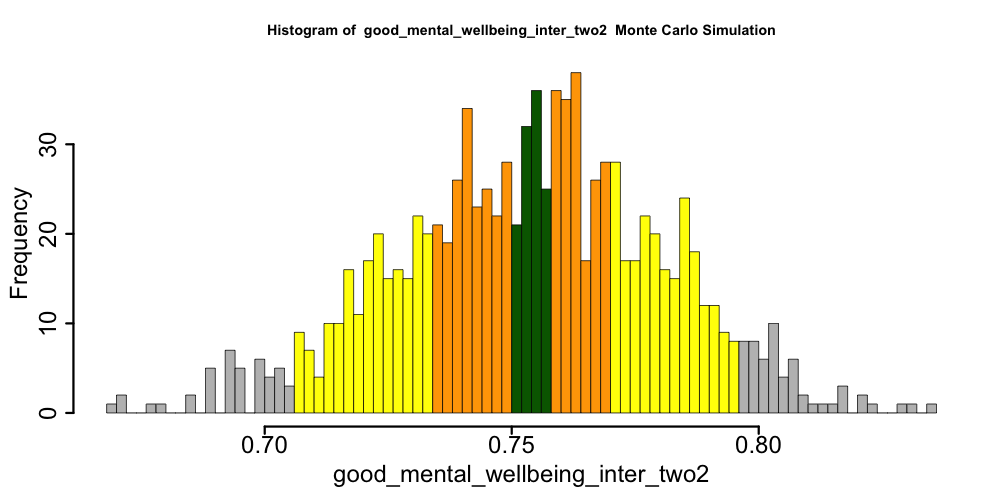 Histogram of  good_mental_wellbeing_inter_two2  Monte Carlo Simulation
Frequency
30
20
10
0
0.70 0.75 0.80
good_mental_wellbeing_inter_two2